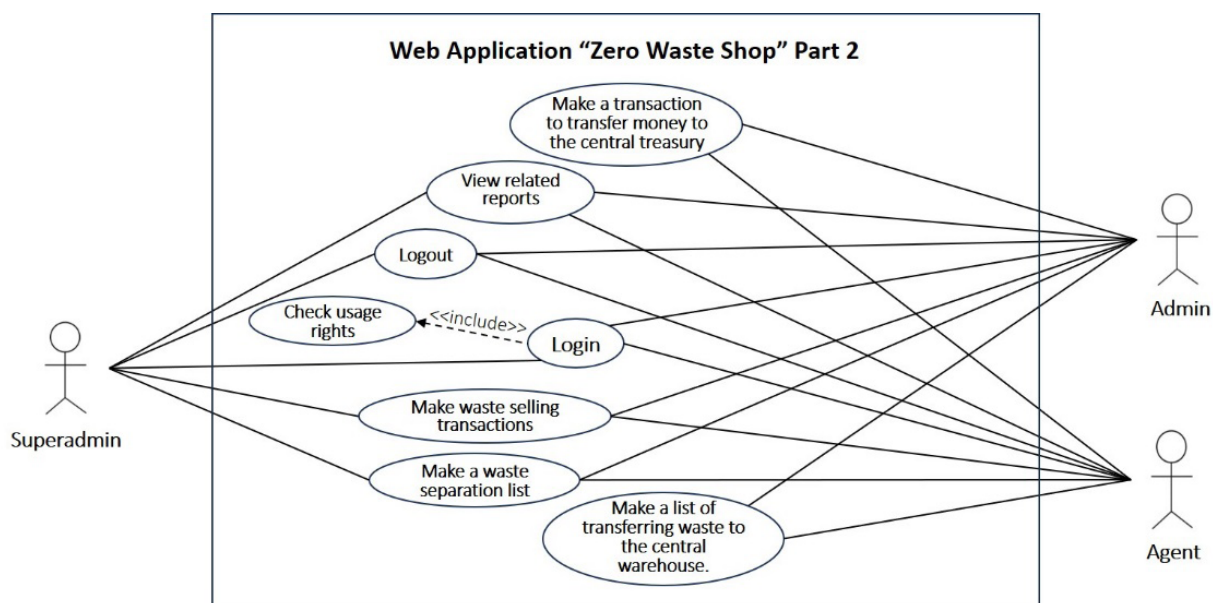 Web Application “Zero Waste Shop” Part 2
Make a transaction
to transfer money to
the central treasury
View related
reports
Logout
Check usage
rights
<<include>>
Login
Make waste selling
transactions
Make a waste
separation list
Make a list of
transferring waste to
the central
warehouse.
Superadmin
Admin
Agent